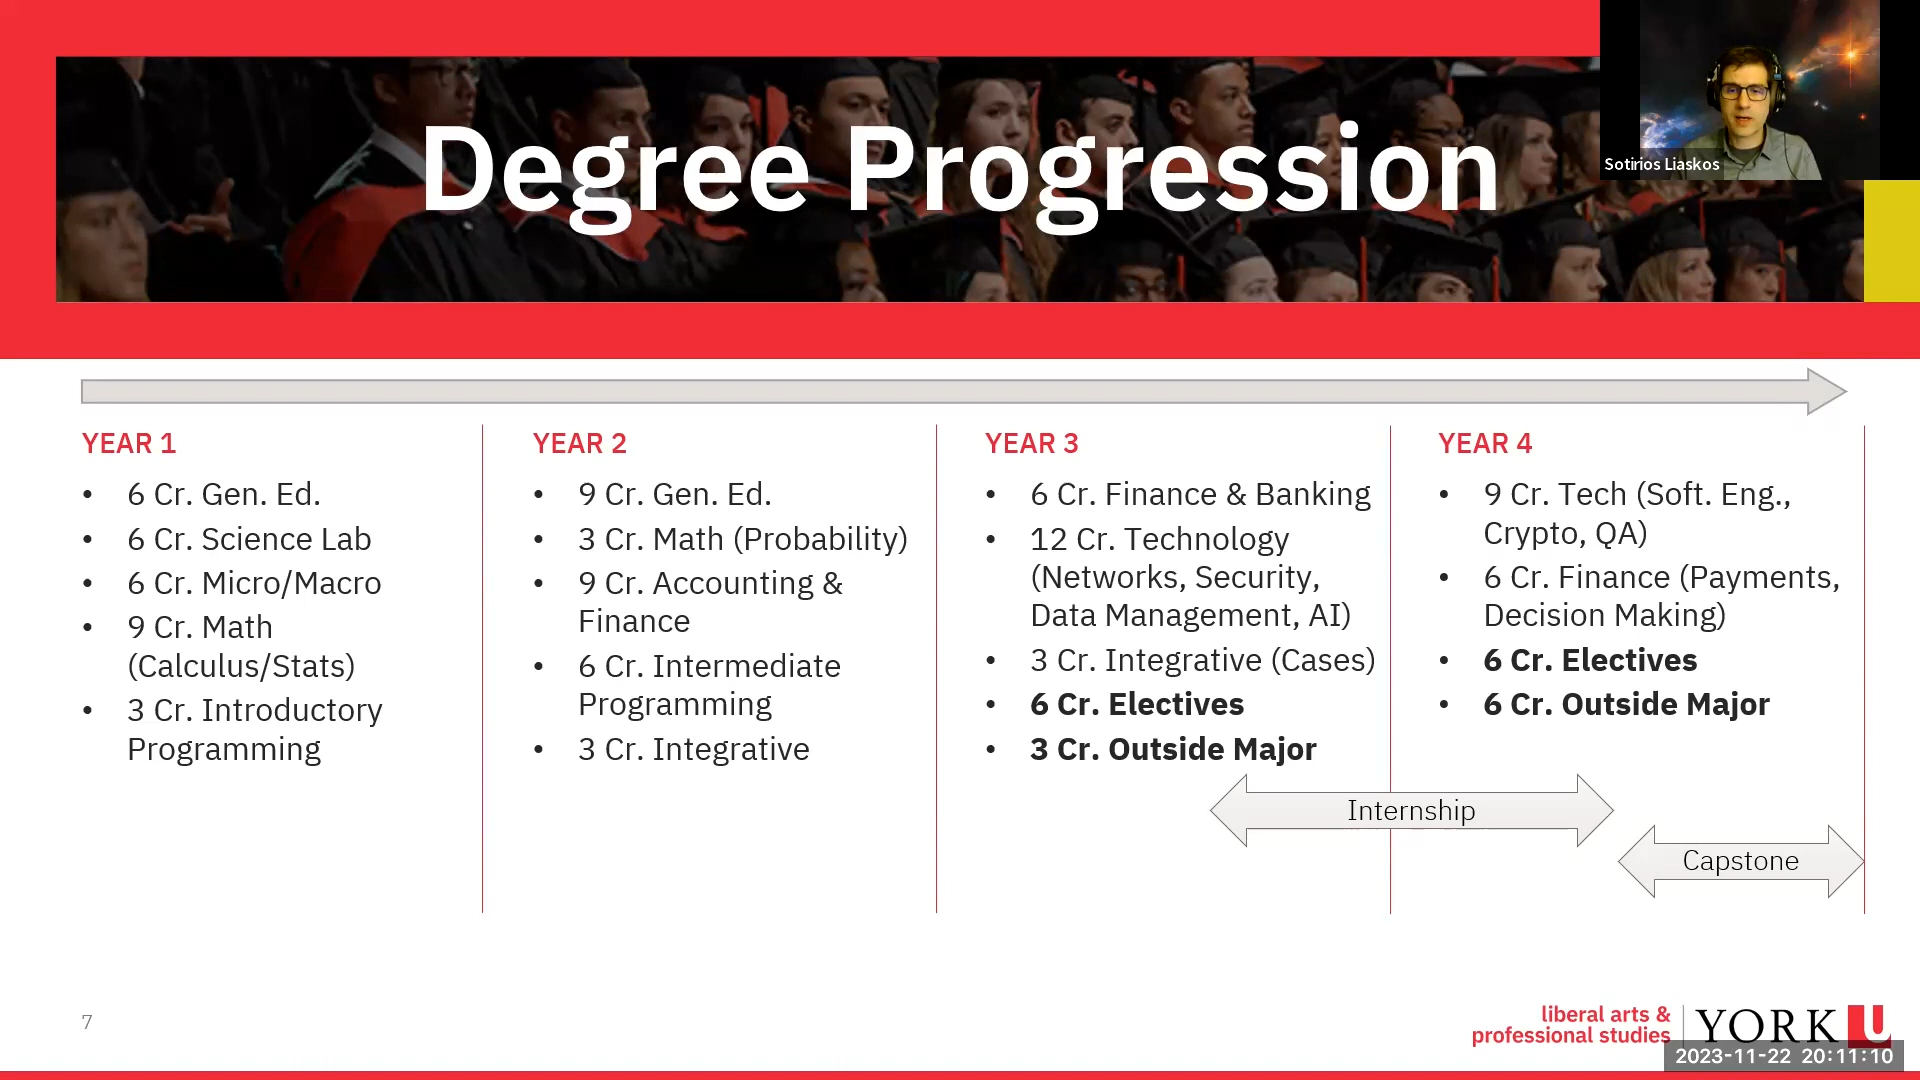 Degree Progression
Sotirios Liaskos
YEAR 1
• 6 Cr. Gen. Ed.
• 6 Cr. Science Lab
• 6 Cr. Micro/Macro
• 9 Cr. Math
(Calculus/Stats)
• 3 Cr. Introductory
Programming
YEAR 2
• 9 Cr. Gen. Ed.
• 3 Cr. Math (Probability)
• 9 Cr. Accounting &
Finance
• 6 Cr. Intermediate
Programming
• 3 Cr. Integrative
YEAR 3
• 6 Cr. Finance & Banking
• 12 Cr. Technology
(Networks, Security,
Data Management, AI)
• 3 Cr. Integrative (Cases)
• 6 Cr. Electives
• 3 Cr. Outside Major
YEAR 4
• 9 Cr. Tech (Soft. Eng.,
Crypto, QA)
• 6 Cr. Finance (Payments,
Decision Making)
• 6 Cr. Electives
• 6 Cr. Outside Major
Internship
Capstone
7
liberal arts &
professional studies
YORK U
2023-11-22 20:11:10